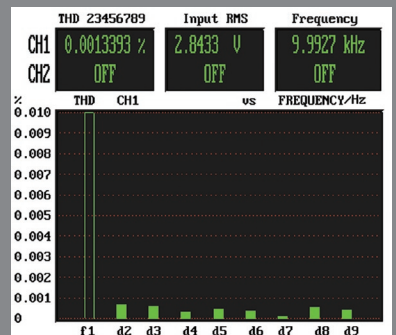 THD 23456789 Input RMS Frequency
CH1 0.0013393 % 2.8433 V 9.9927 kHz
CH2 OFF OFF OFF
% THD CH1 vs FREQUENCY/Hz
0.010
0.009
0.008
0.007
0.006
0.005
0.004
0.003
0.002
0.001
0
f1 d2 d3 d4 d5 d6 d7 d8 d9